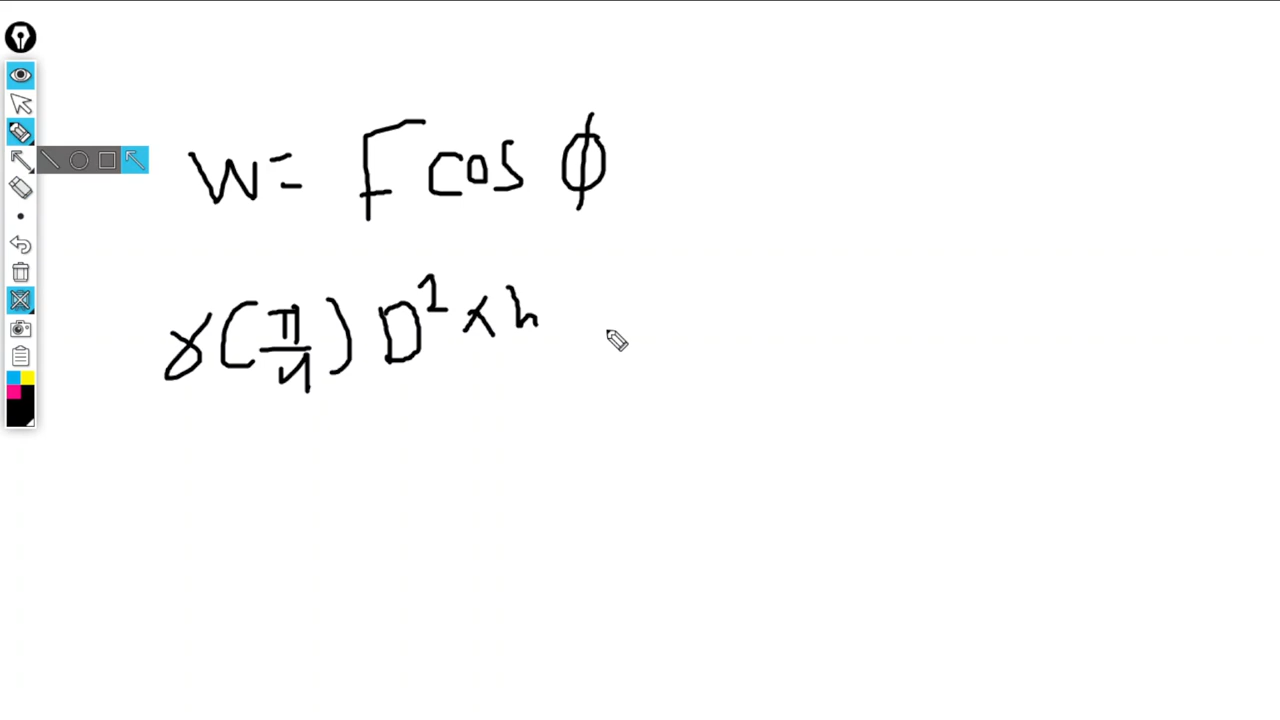 W = F cos ϕ
γ (π/4) D² × h